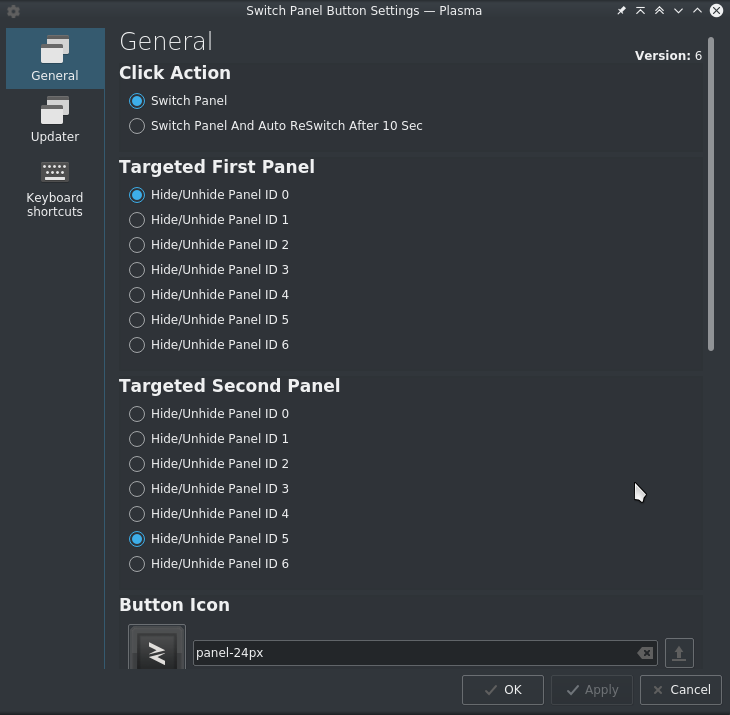 Switch Panel Button Settings — Plasma
General
Updater
Keyboard
shortcuts
General
Version: 6
Click Action
Switch Panel
Switch Panel And Auto ReSwitch After 10 Sec
Targeted First Panel
Hide/Unhide Panel ID 0
Hide/Unhide Panel ID 1
Hide/Unhide Panel ID 2
Hide/Unhide Panel ID 3
Hide/Unhide Panel ID 4
Hide/Unhide Panel ID 5
Hide/Unhide Panel ID 6
Targeted Second Panel
Hide/Unhide Panel ID 0
Hide/Unhide Panel ID 1
Hide/Unhide Panel ID 2
Hide/Unhide Panel ID 3
Hide/Unhide Panel ID 4
Hide/Unhide Panel ID 5
Hide/Unhide Panel ID 6
Button Icon
panel-24px
OK
Apply
Cancel